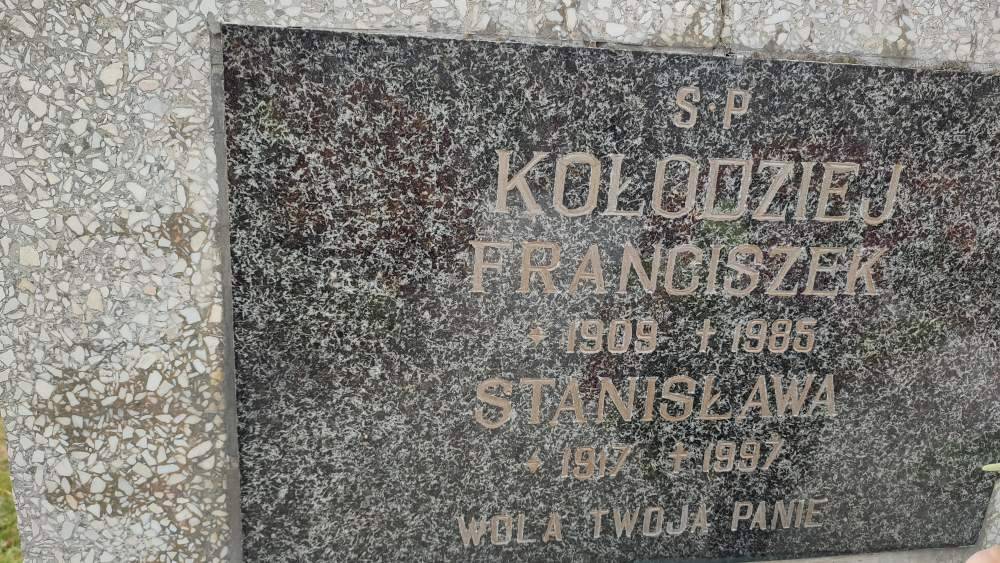 S·P
KOŁODZIEJ
FRANCISZEK
✦ 1909 ✝ 1985
STANISŁAWA
✦ 1917 ✝ 1997
WOLA TWOJA PANIE